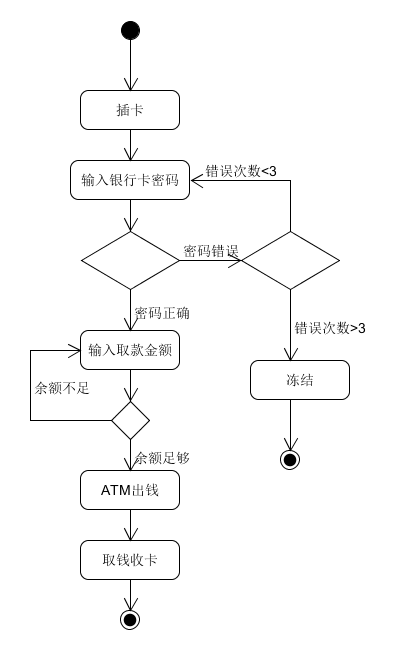 插卡
错误次数<3
输入银行卡密码
密码错误
密码正确
错误次数>3
输入取款金额
冻结
余额不足
余额足够
ATM出钱
取钱收卡